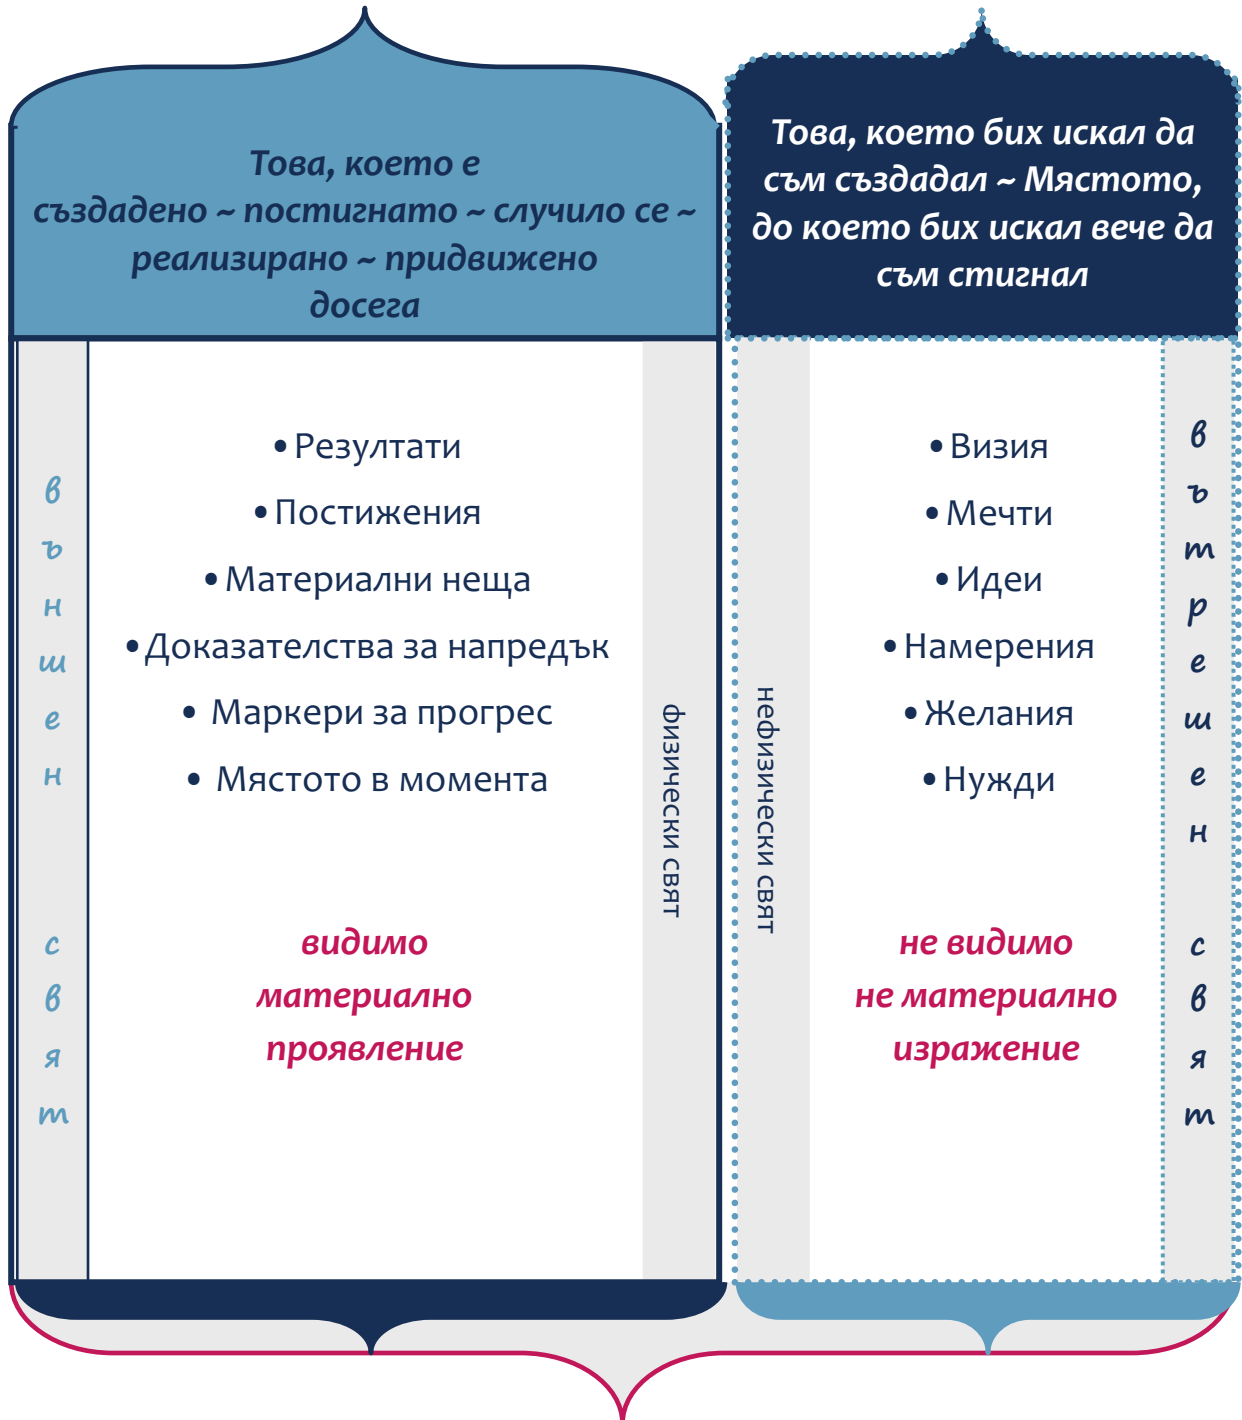 Това, което е
създадено ~ постигнато ~ случило се ~
реализирано ~ придвижено
досега
външен свят
•Резултати
•Постижения
•Материални неща
•Доказателства за напредък
• Маркери за прогрес
• Мястото в момента
видимо
материално
проявление
физически свят
Това, което бих искал да
съм създадал ~ Мястото,
до което бих искал вече да
съм стигнал
нефизически свят
•Визия
•Мечти
•Идеи
•Намерения
•Желания
•Нужди
не видимо
не материално
изражение
вътрешен свят